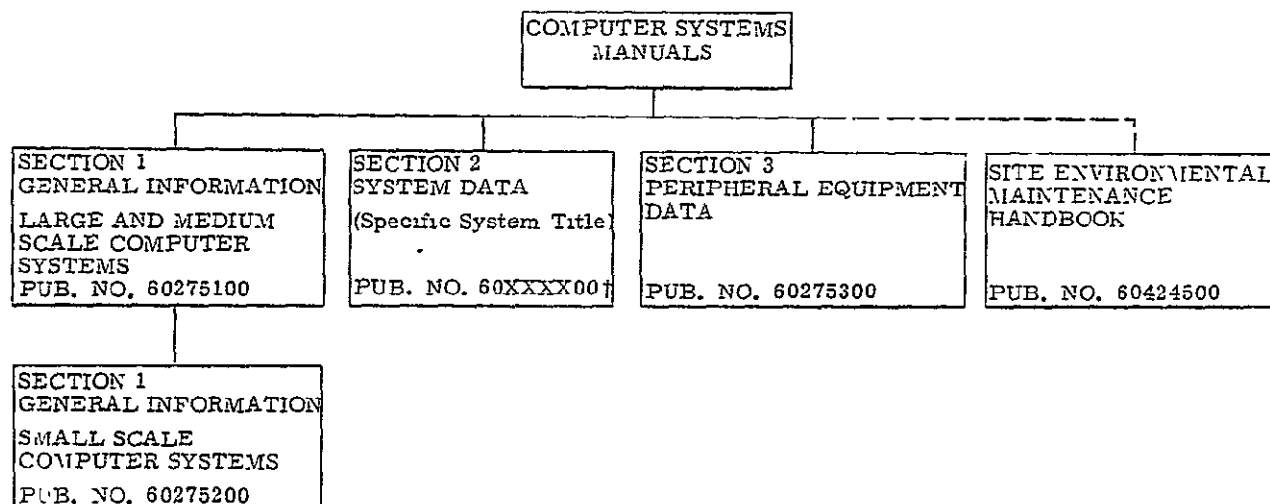 COMPUTER SYSTEMS
MANUALS
SECTION 1
GENERAL INFORMATION
LARGE AND MEDIUM
SCALE COMPUTER
SYSTEMS
PUB. NO. 60275100
SECTION 2
SYSTEM DATA
(Specific System Title)
PUB. NO. 60XXXX00†
SECTION 3
PERIPHERAL EQUIPMENT
DATA
PUB. NO. 60275300
SITE ENVIRONMENTAL
MAINTENANCE
HANDBOOK
PUB. NO. 60424500
SECTION 1
GENERAL INFORMATION
SMALL SCALE
COMPUTER SYSTEMS
PUB. NO. 60275200